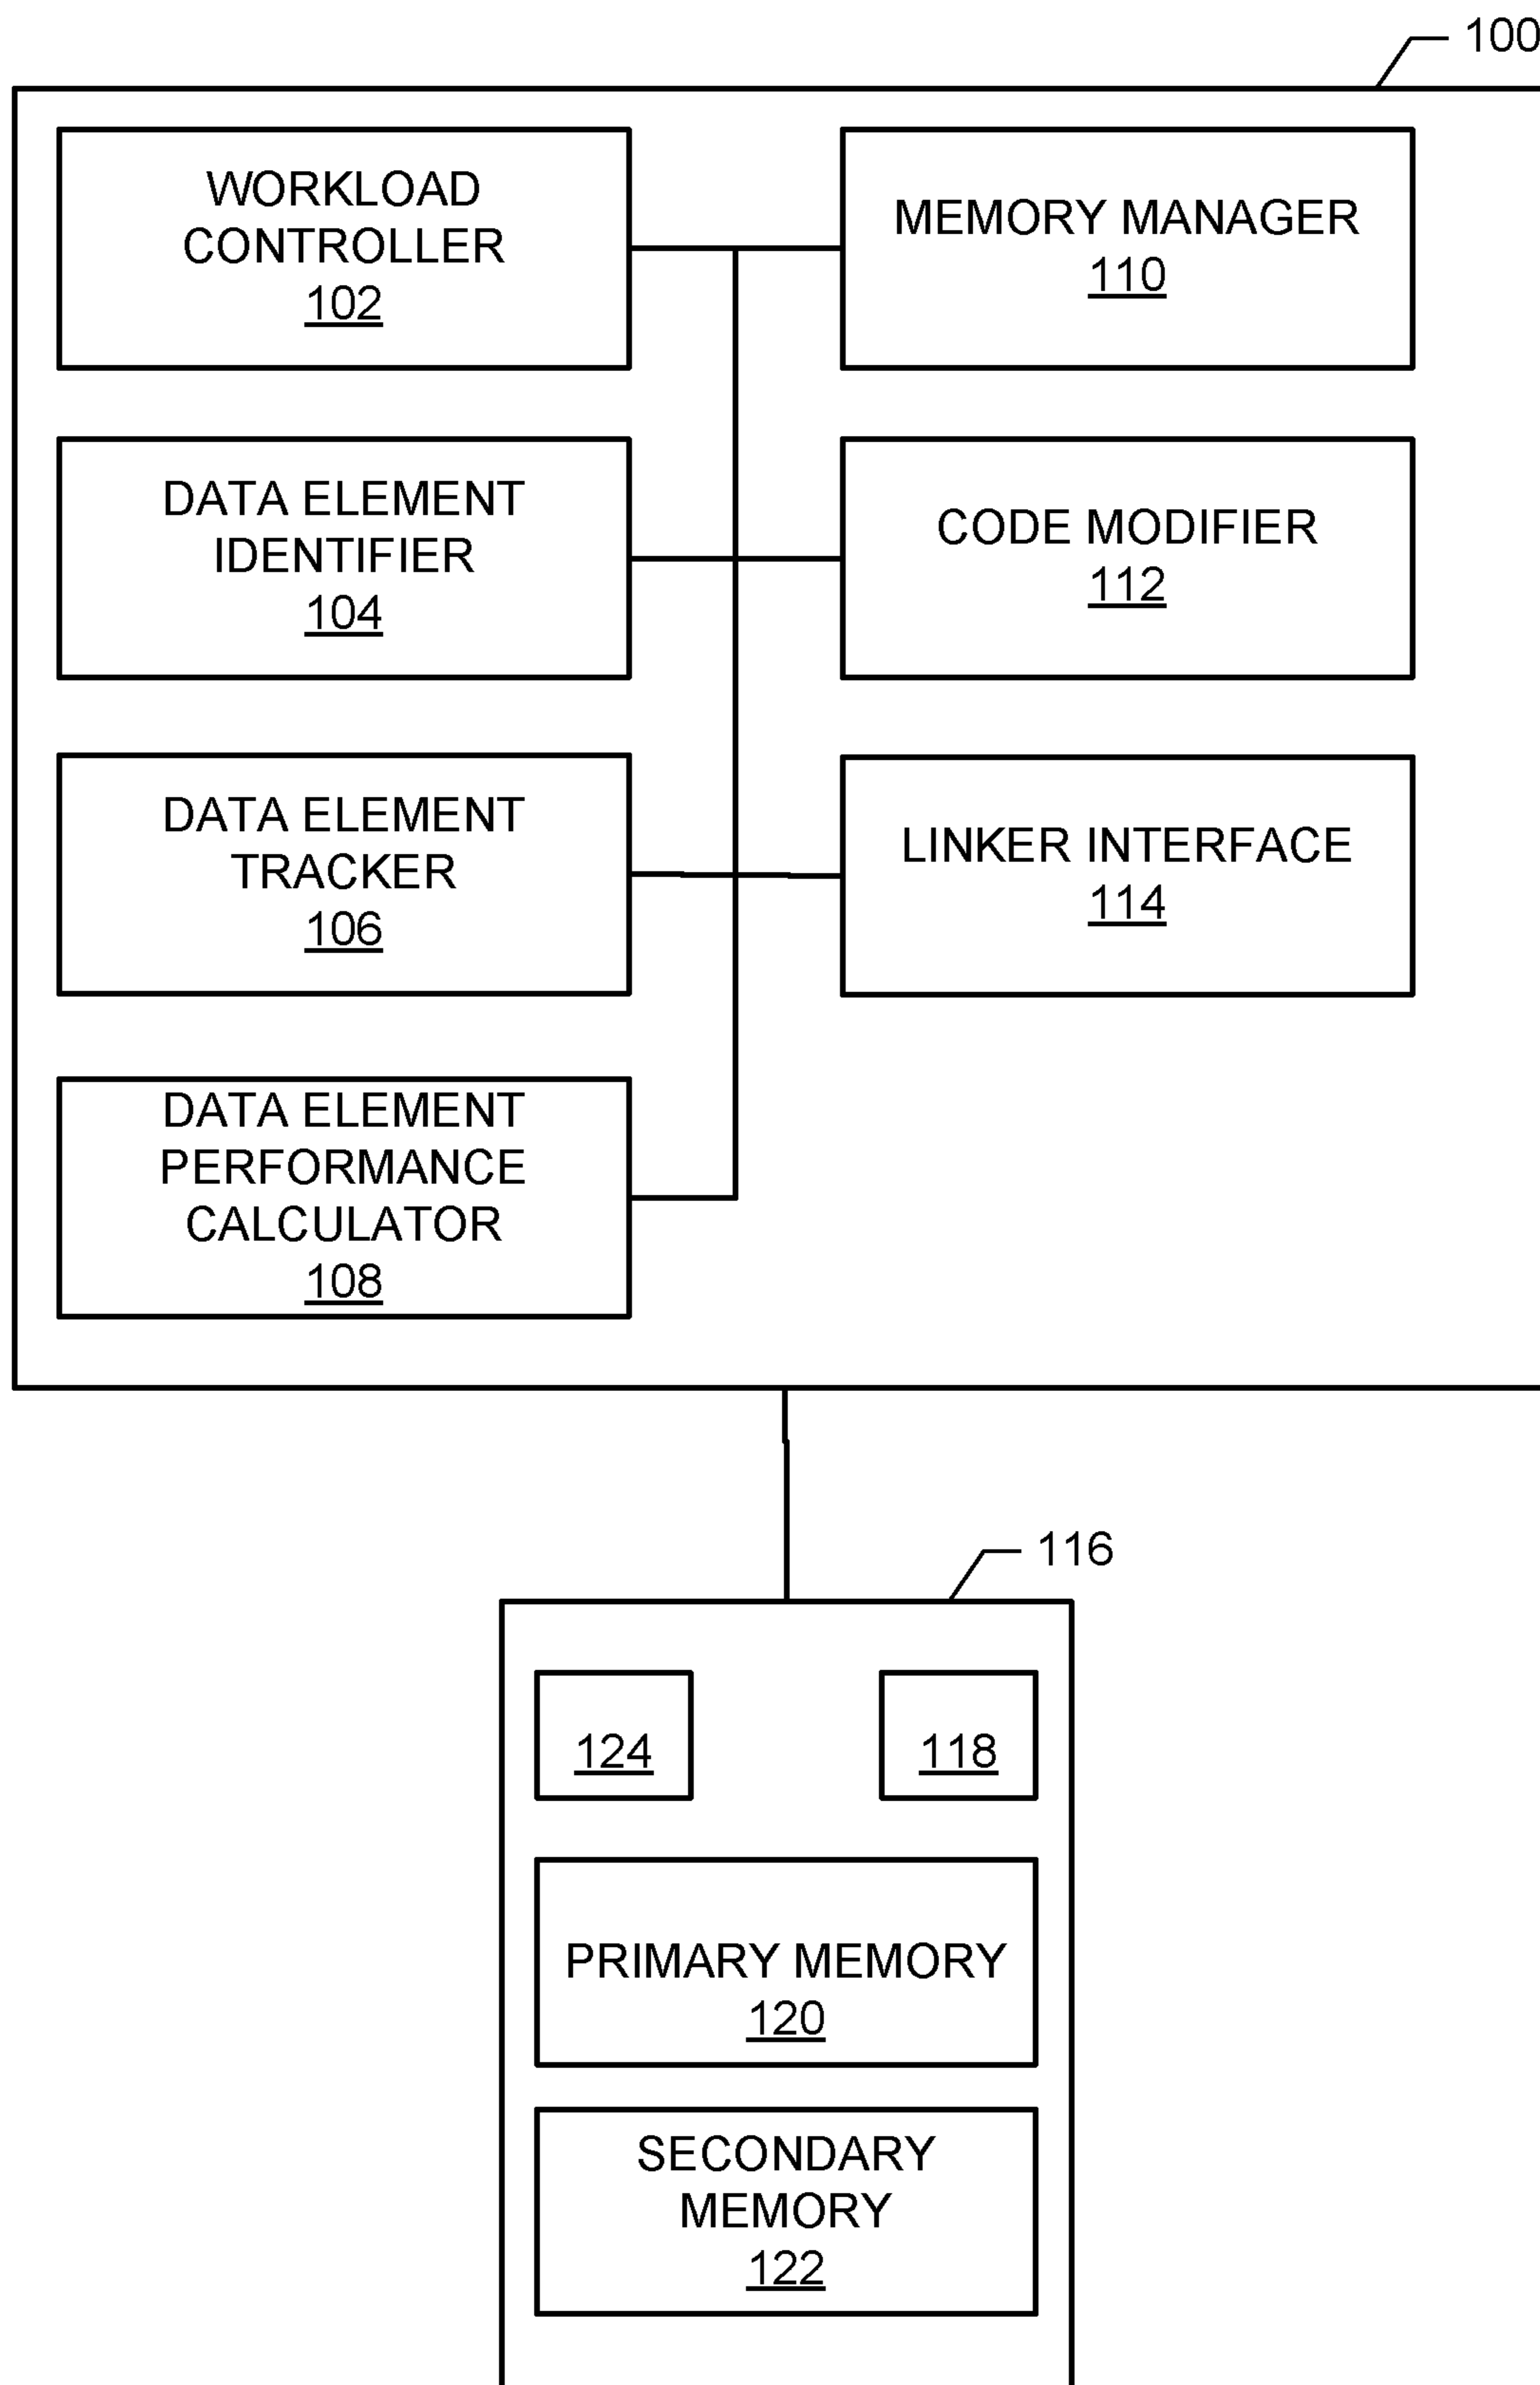 100
WORKLOAD
CONTROLLER
102
MEMORY MANAGER
110
DATA ELEMENT
IDENTIFIER
104
CODE MODIFIER
112
DATA ELEMENT
TRACKER
106
LINKER INTERFACE
114
DATA ELEMENT
PERFORMANCE
CALCULATOR
108
116
124
118
PRIMARY MEMORY
120
SECONDARY
MEMORY
122